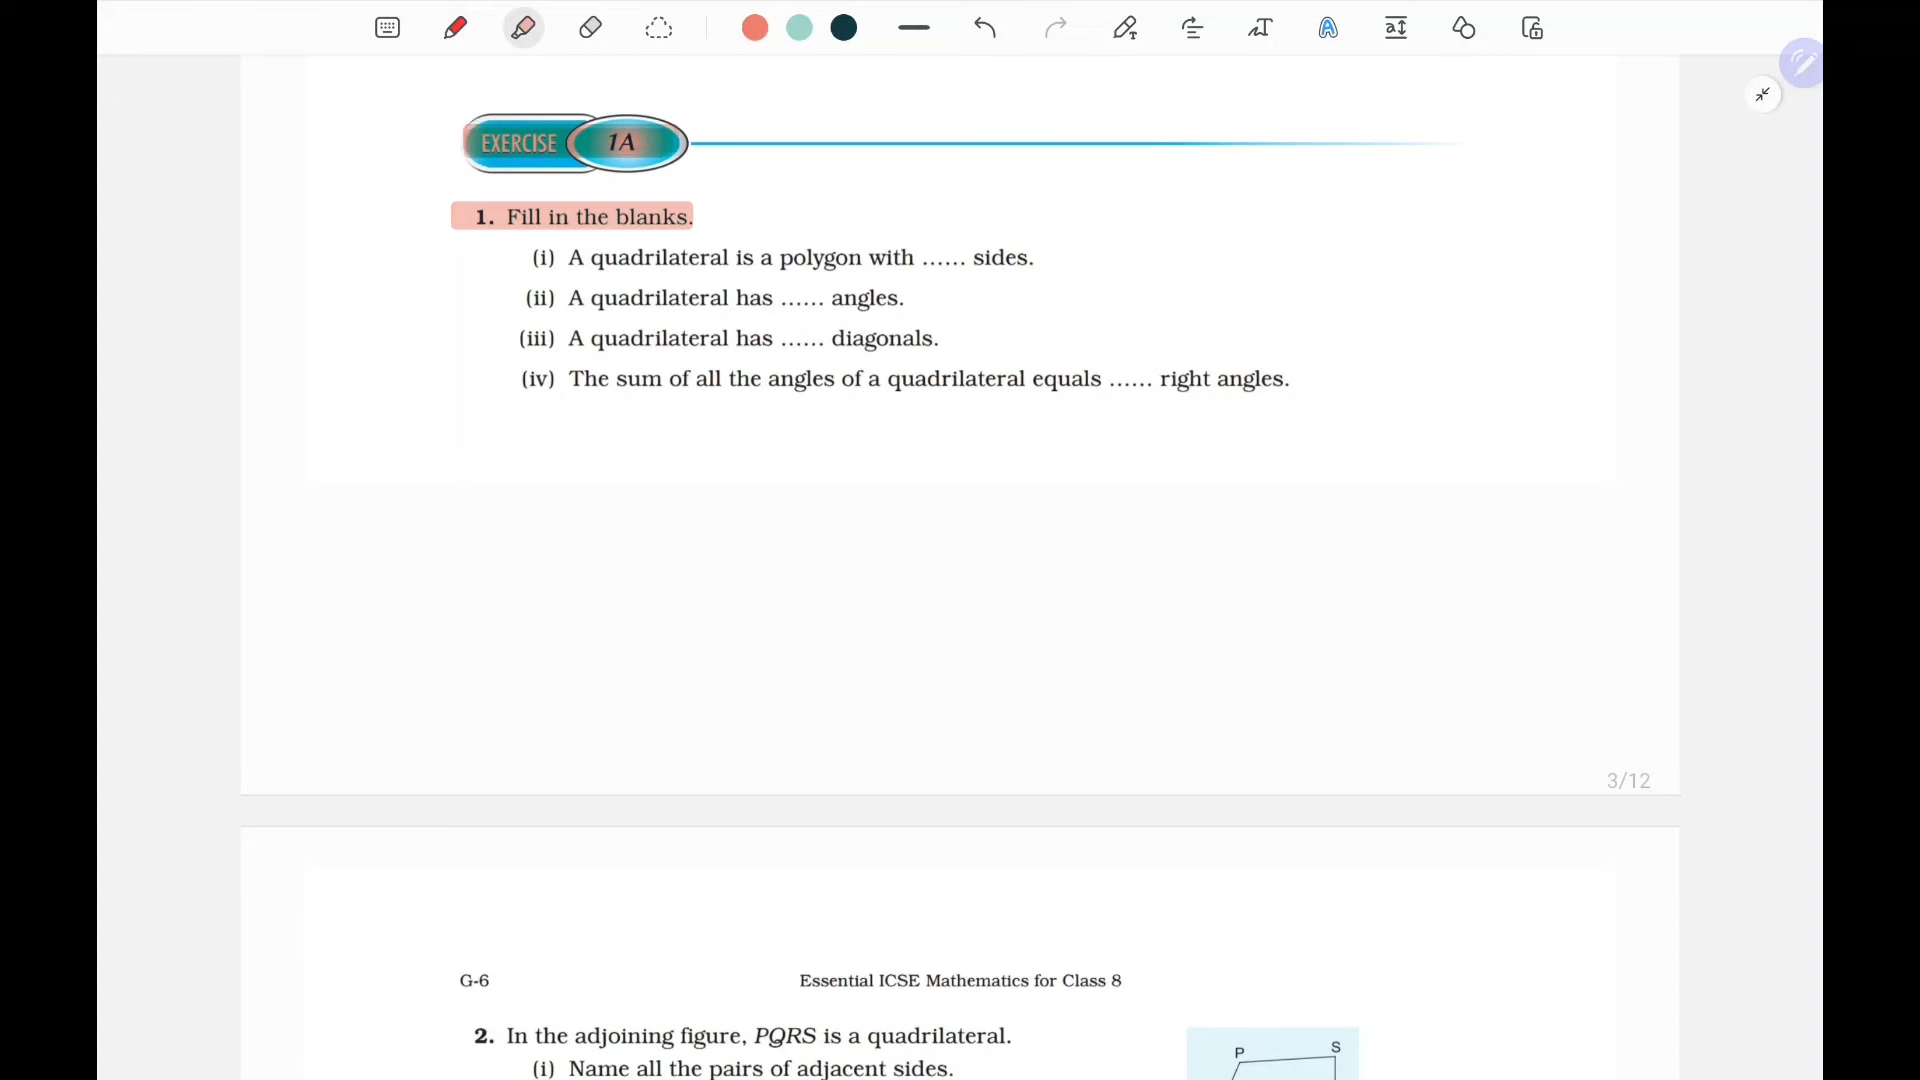 EXERCISE 1A
1. Fill in the blanks.
(i) A quadrilateral is a polygon with ...... sides.
(ii) A quadrilateral has ...... angles.
(iii) A quadrilateral has ...... diagonals.
(iv) The sum of all the angles of a quadrilateral equals ...... right angles.
3/12
G-6 Essential ICSE Mathematics for Class 8
2. In the adjoining figure, PQRS is a quadrilateral.
P S
(i) Name all the pairs of adjacent sides.